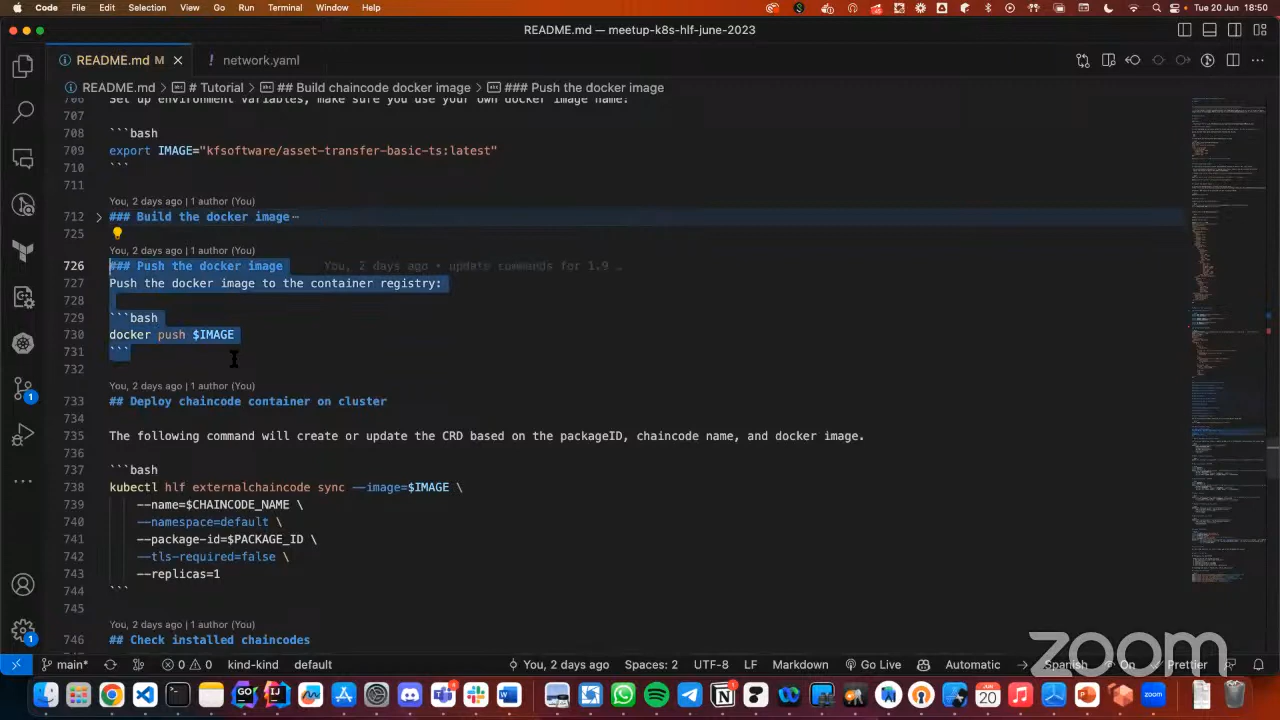 Code File Edit Selection View Go Run Terminal Window Help
Tue 20 Jun 18:50
README.md — meetup-k8s-hlf-june-2023
README.md M
network.yaml
README.md > # Tutorial > ## Build chaincode docker image > ### Push the docker image
706 Set up environment variables, make sure you use your own docker image name:
707
708 ```bash
709 export IMAGE="kfsoftware/asset-transfer-basic-ts:latest"
710 ```
711
You, 2 days ago | 1 author (You)
712 ### Build the docker image
725
You, 2 days ago | 1 author (You)
726 ### Push the docker image You, 2 days ago • update commands for 1.9 …
727 Push the docker image to the container registry:
728
729 ```bash
730 docker push $IMAGE
731 ```
732
You, 2 days ago | 1 author (You)
733 ## Deploy chaincode container on cluster
734
735 The following command will create or update the CRD based on the packageID, chaincode name, and docker image.
736
737 ```bash
738 kubectl hlf externalchaincode sync --image=$IMAGE \
739 --name=$CHAINCODE_NAME \
740 --namespace=default \
741 --package-id=$PACKAGE_ID \
742 --tls-required=false \
743 --replicas=1
744 ```
745
You, 2 days ago | 1 author (You)
746 ## Check installed chaincodes
zoom
main* 0 0 kind-kind default You, 2 days ago Spaces: 2 UTF-8 LF Markdown Go Live Automatic → Spanish On Prettier